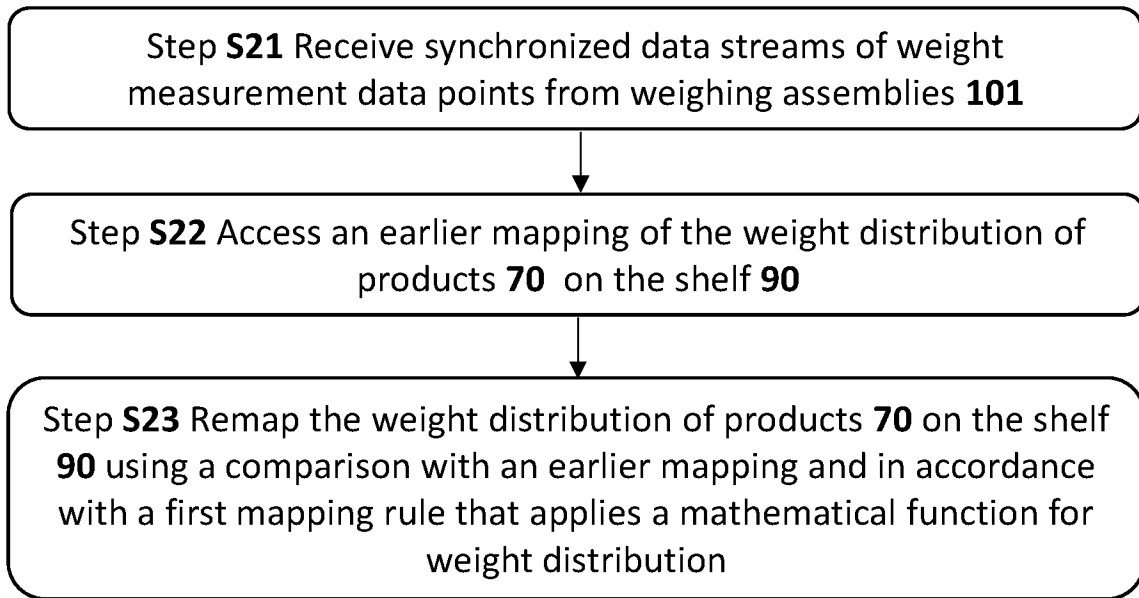 Step S21 Receive synchronized data streams of weight
measurement data points from weighing assemblies 101
Step S22 Access an earlier mapping of the weight distribution of
products 70 on the shelf 90
Step S23 Remap the weight distribution of products 70 on the shelf
90 using a comparison with an earlier mapping and in accordance
with a first mapping rule that applies a mathematical function for
weight distribution